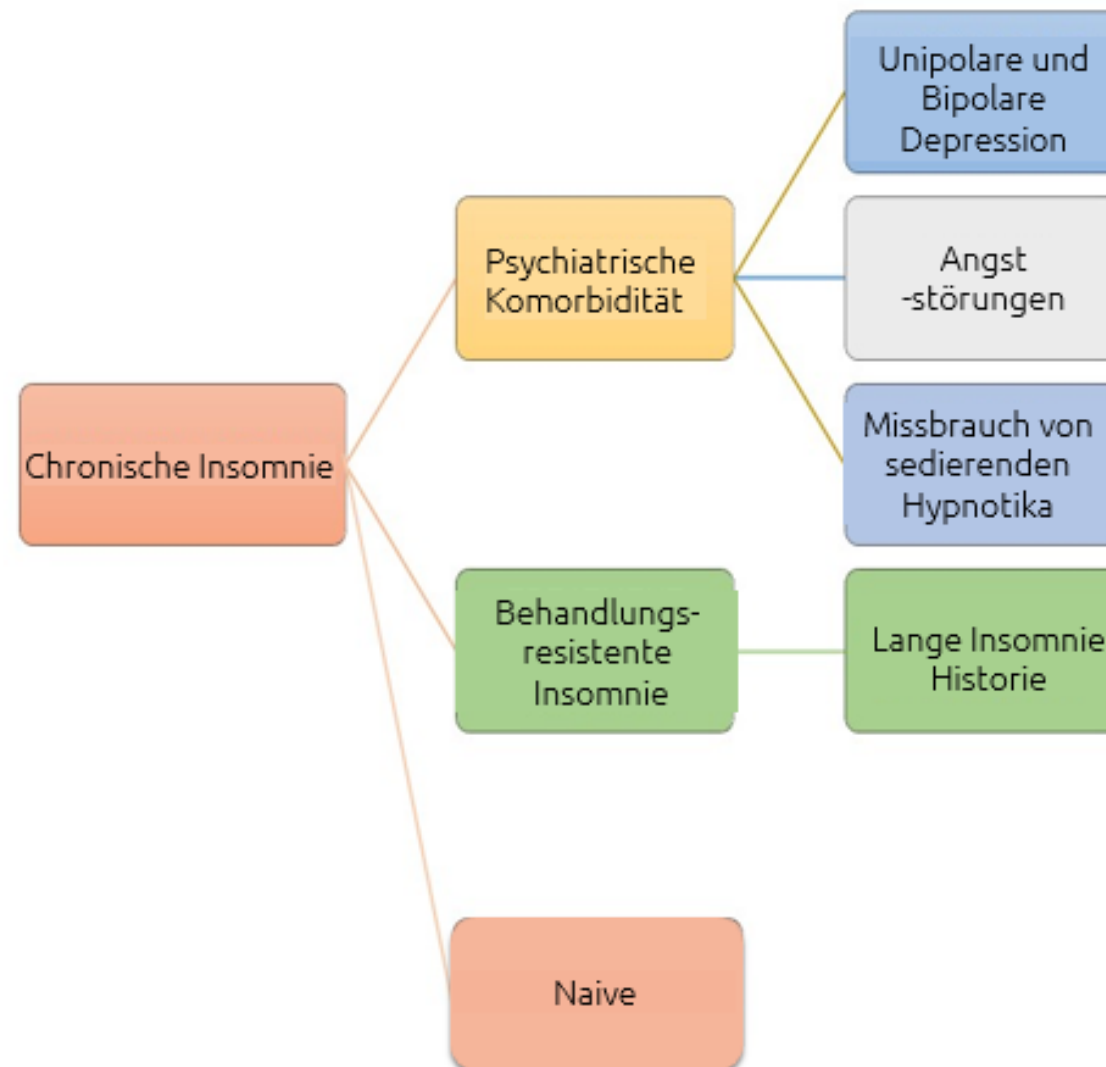 Unipolare und
Bipolare
Depression
Psychiatrische
Komorbidität
Angst
-störungen
Chronische Insomnie
Missbrauch von
sedierenden
Hypnotika
Behandlungs-
resistente
Insomnie
Lange Insomnie
Historie
Naive